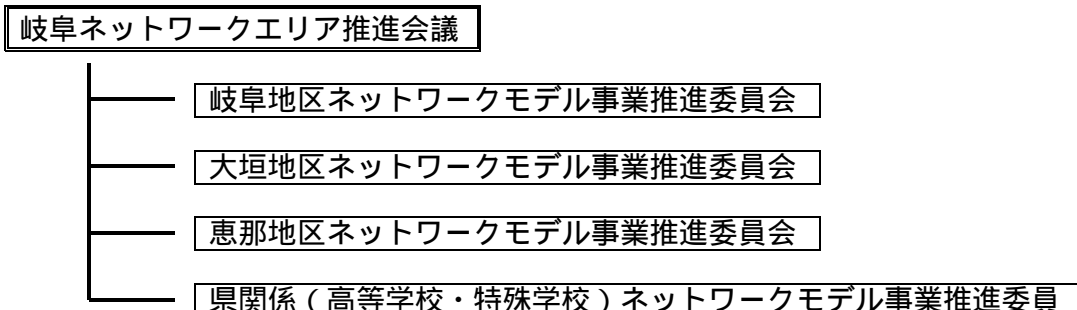 岐阜ネットワークエリア推進会議
岐阜地区ネットワークモデル事業推進委員会
大垣地区ネットワークモデル事業推進委員会
恵那地区ネットワークモデル事業推進委員会
県関係（高等学校・特殊学校）ネットワークモデル事業推進委員